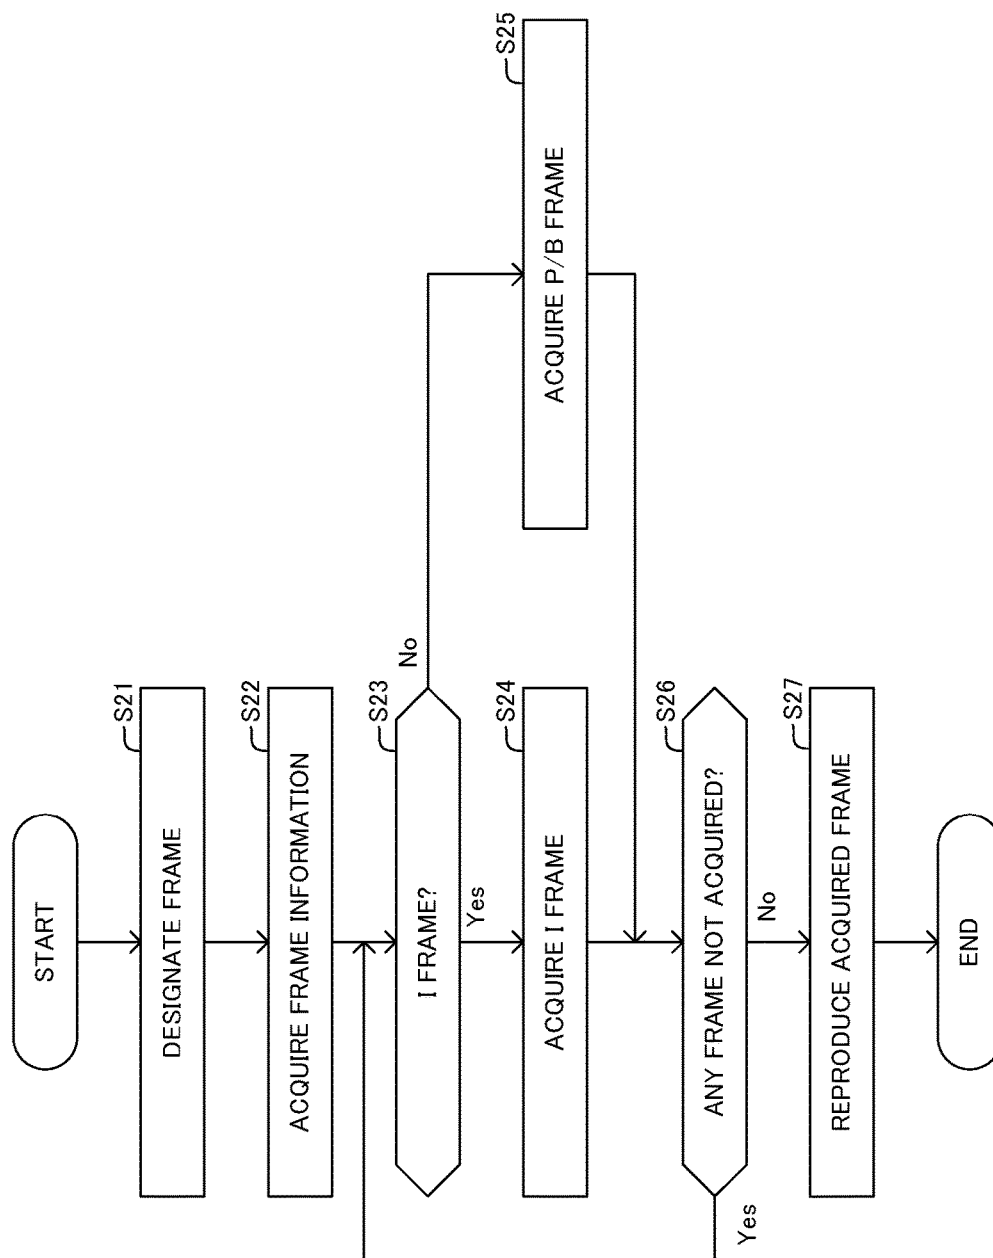 START
S21
DESIGNATE FRAME
S22
ACQUIRE FRAME INFORMATION
S23
I FRAME?
No
Yes
S24
ACQUIRE I FRAME
S25
ACQUIRE P/B FRAME
S26
ANY FRAME NOT ACQUIRED?
Yes
No
S27
REPRODUCE ACQUIRED FRAME
END